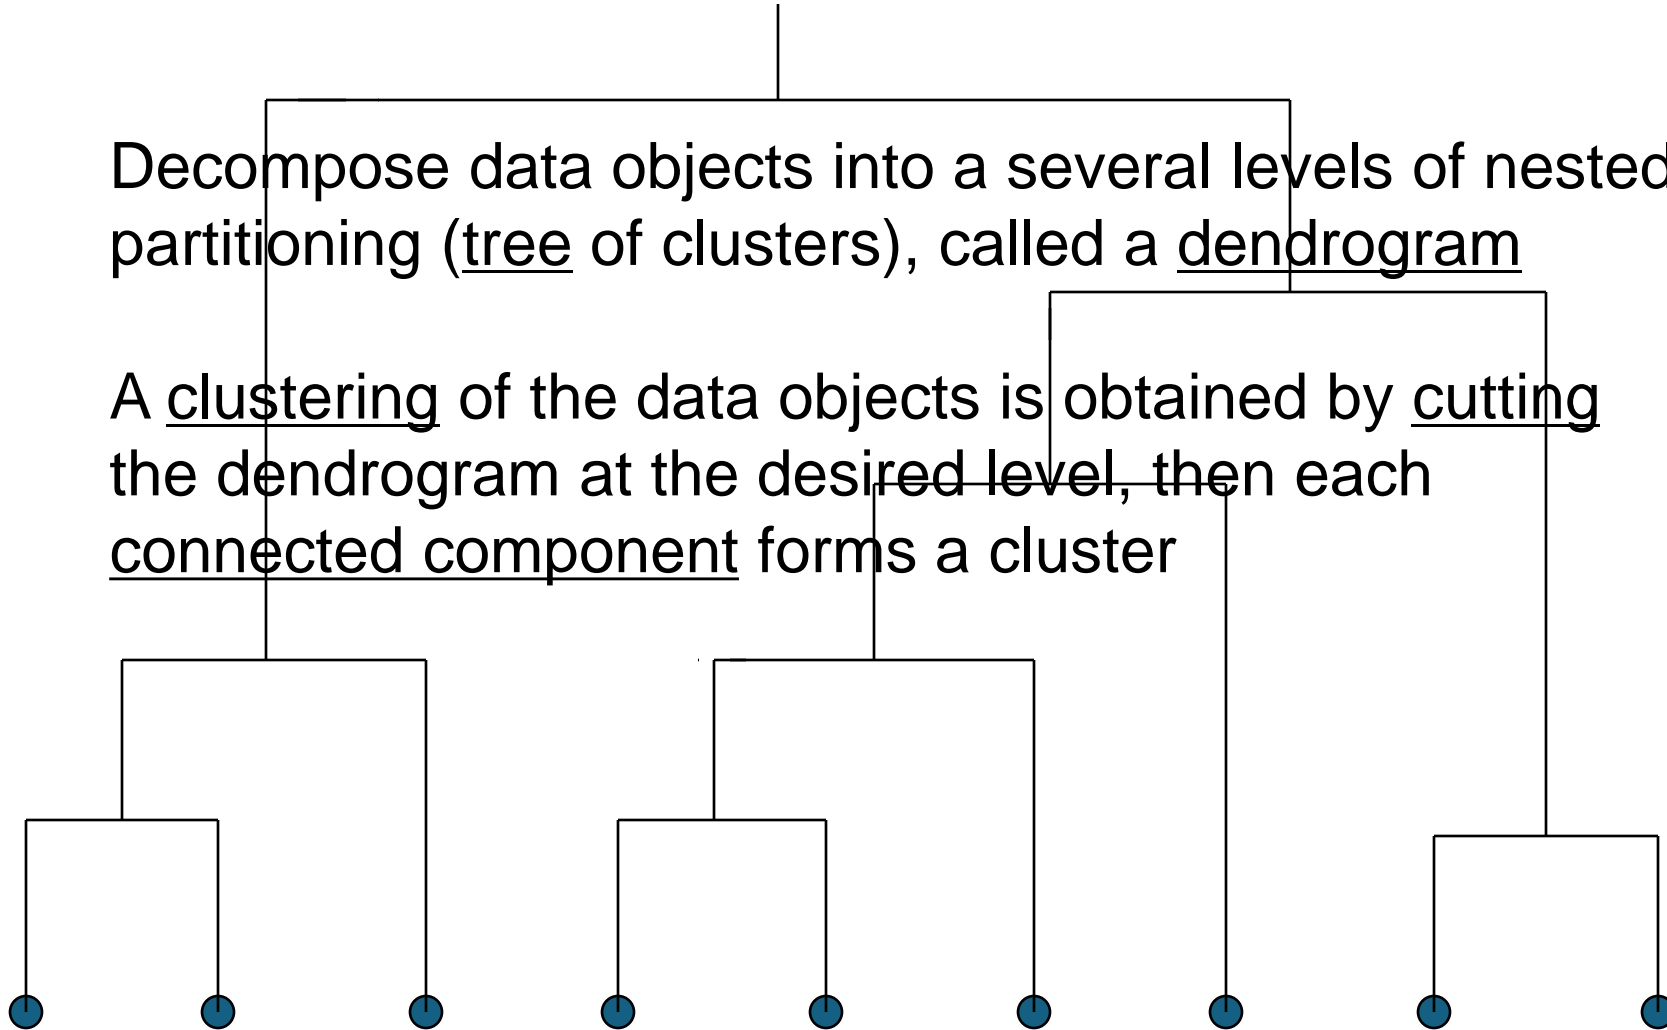 Decompose data objects into a several levels of nested
partitioning (tree of clusters), called a dendrogram
A clustering of the data objects is obtained by cutting
the dendrogram at the desired level, then each
connected component forms a cluster